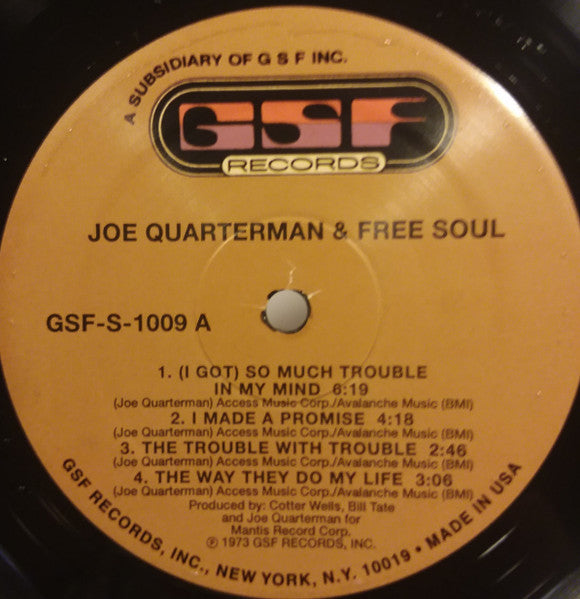 A SUBSIDIARY OF G S F INC.
GSF
RECORDS
JOE QUARTERMAN & FREE SOUL
GSF-S-1009 A
1. (I GOT) SO MUCH TROUBLE
IN MY MIND 6:19
(Joe Quarterman) Access Music Corp./Avalanche Music (BMI)
2. I MADE A PROMISE 4:18
(Joe Quarterman) Access Music Corp./Avalanche Music (BMI)
3. THE TROUBLE WITH TROUBLE 2:46
(Joe Quarterman) Access Music Corp./Avalanche Music (BMI)
4. THE WAY THEY DO MY LIFE 3:06
(Joe Quarterman) Access Music Corp./Avalanche Music (BMI)
Produced by: Cotter Wells, Bill Tate
and Joe Quarterman for
Mantis Record Corp.
℗ 1973 GSF RECORDS, INC.
GSF RECORDS, INC., NEW YORK, N.Y. 10019 • MADE IN USA